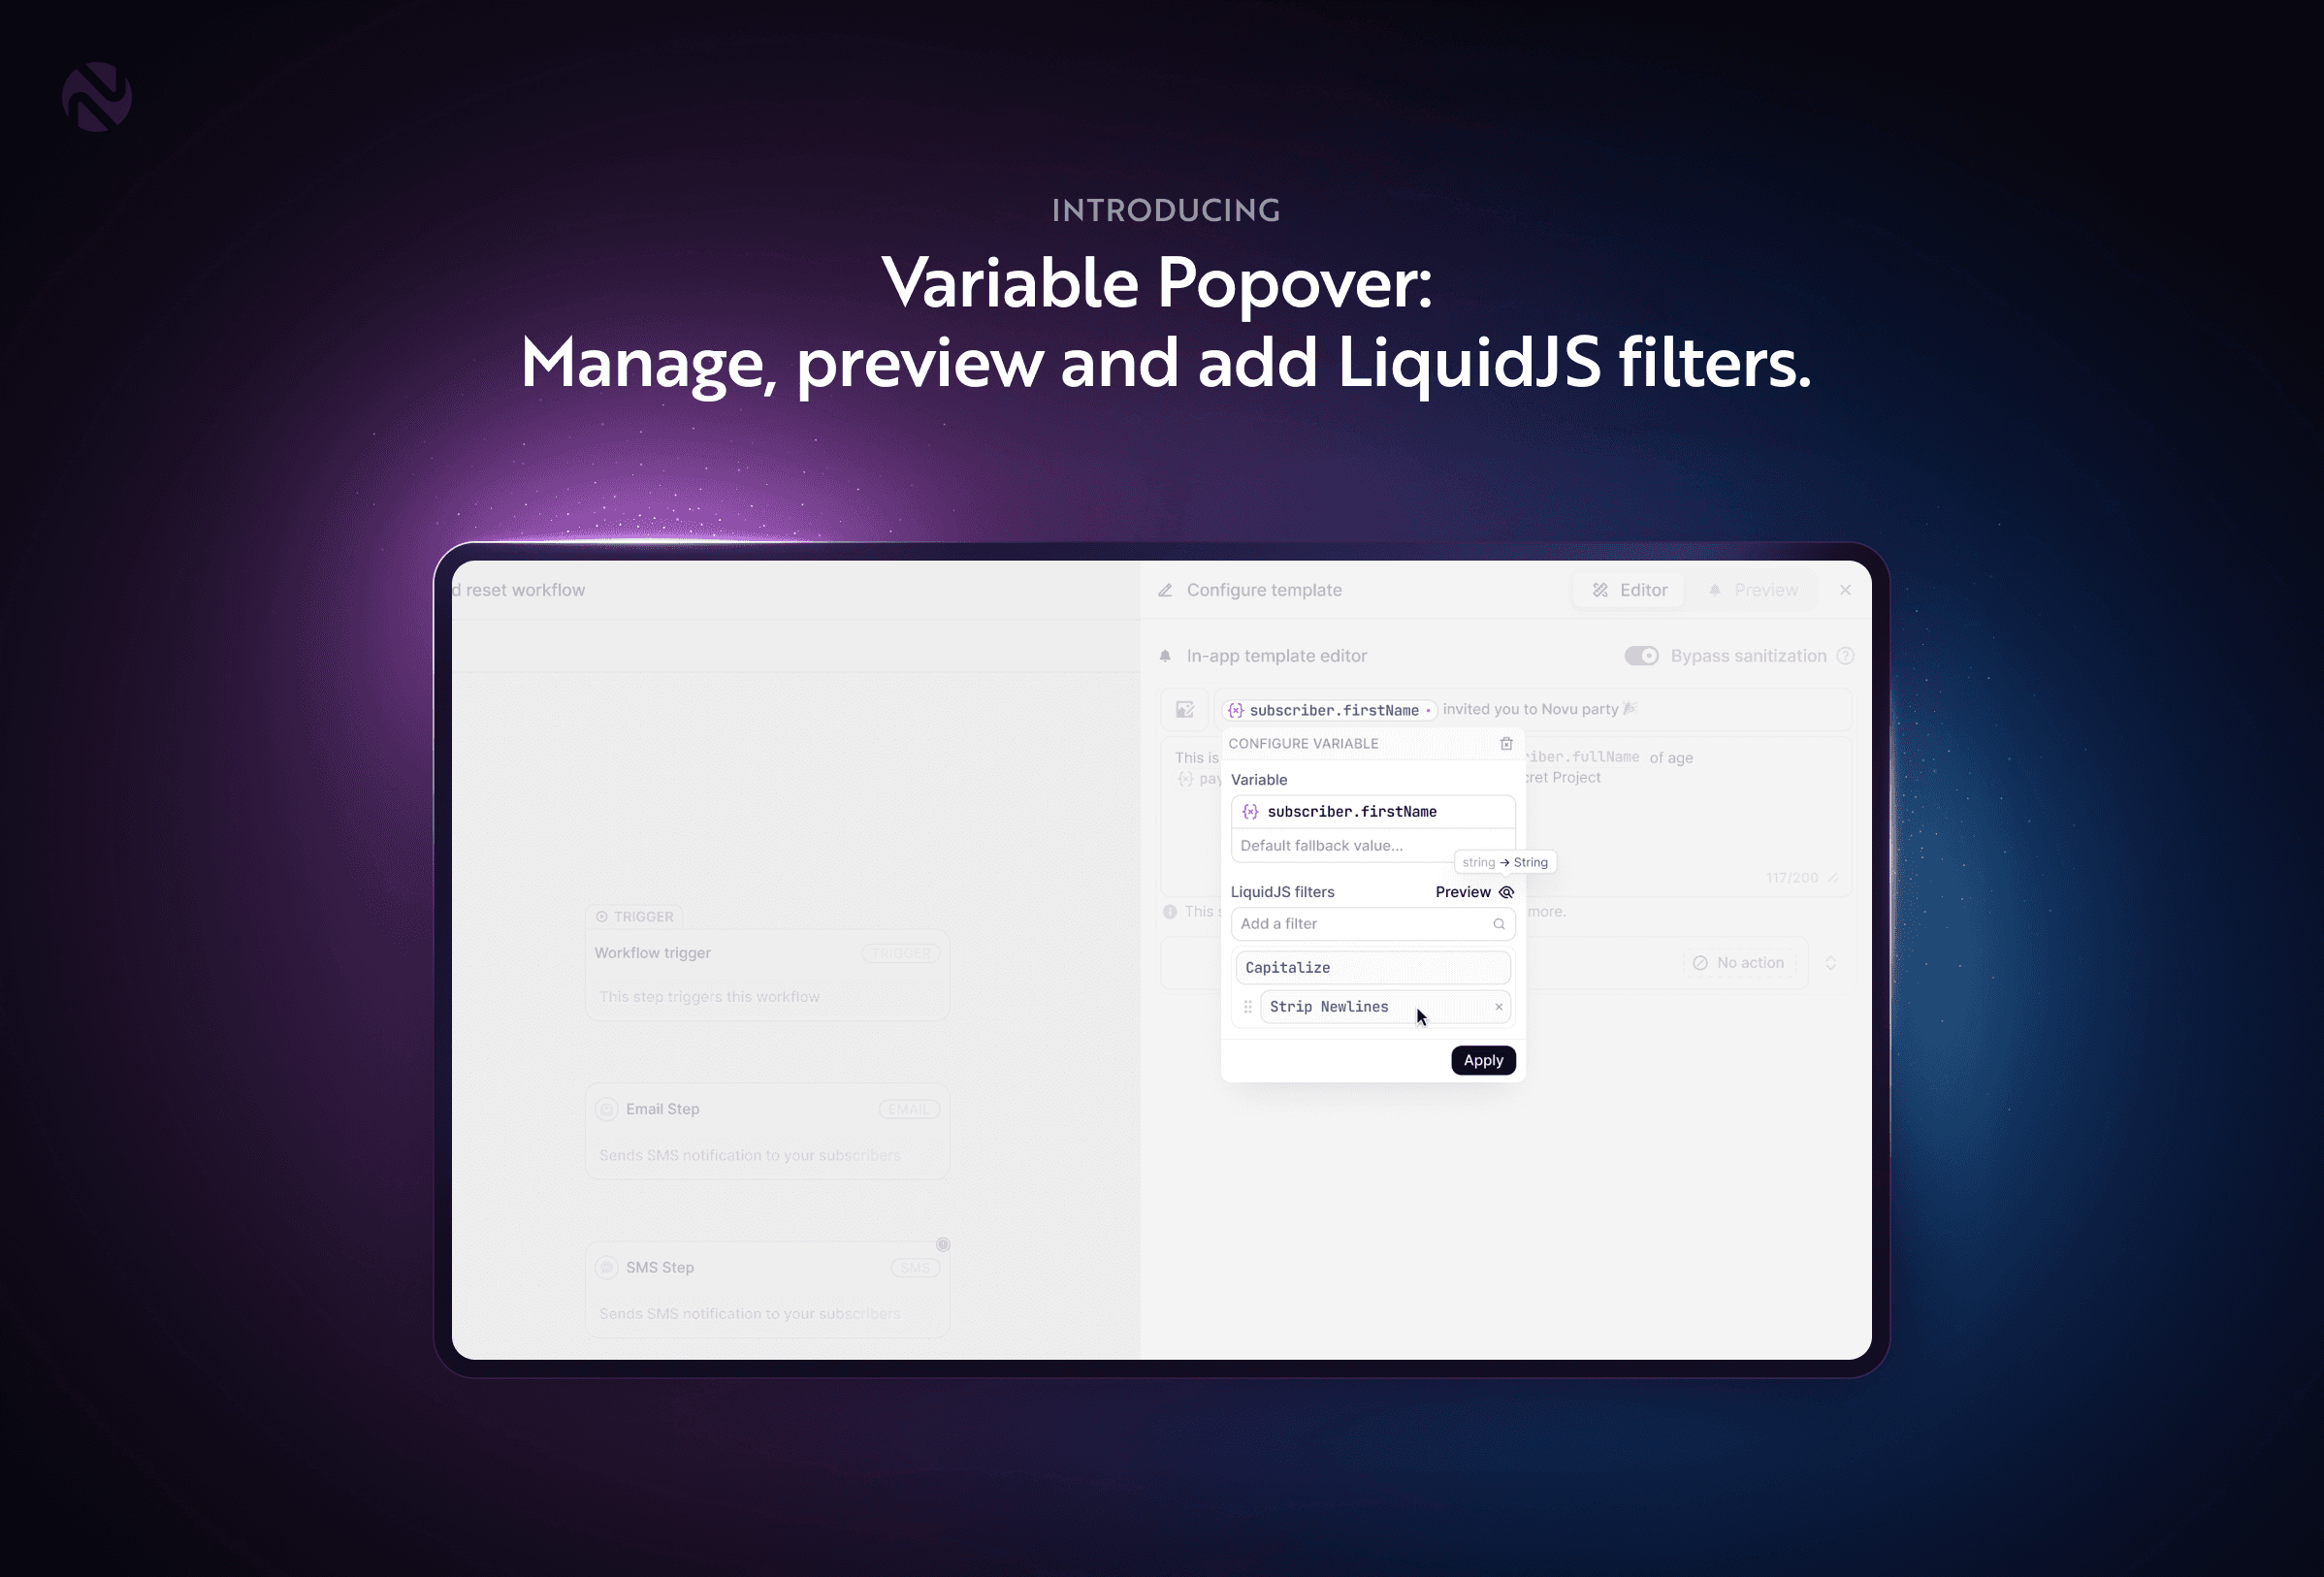 INTRODUCING
Variable Popover:
Manage, preview and add LiquidJS filters.
d reset workflow
Configure template
Editor
Preview
In-app template editor
Bypass sanitization
subscriber.firstName
invited you to Novu party
CONFIGURE VARIABLE
This is
riber.fullName of age
pay
cret Project
Variable
subscriber.firstName
Default fallback value...
string → String
117/200
LiquidJS filters
Preview
This s
more.
Add a filter
No action
Capitalize
Strip Newlines
Apply
TRIGGER
Workflow trigger
TRIGGER
This step triggers this workflow
Email Step
EMAIL
Sends SMS notification to your subscribers
SMS Step
SMS
Sends SMS notification to your subscribers